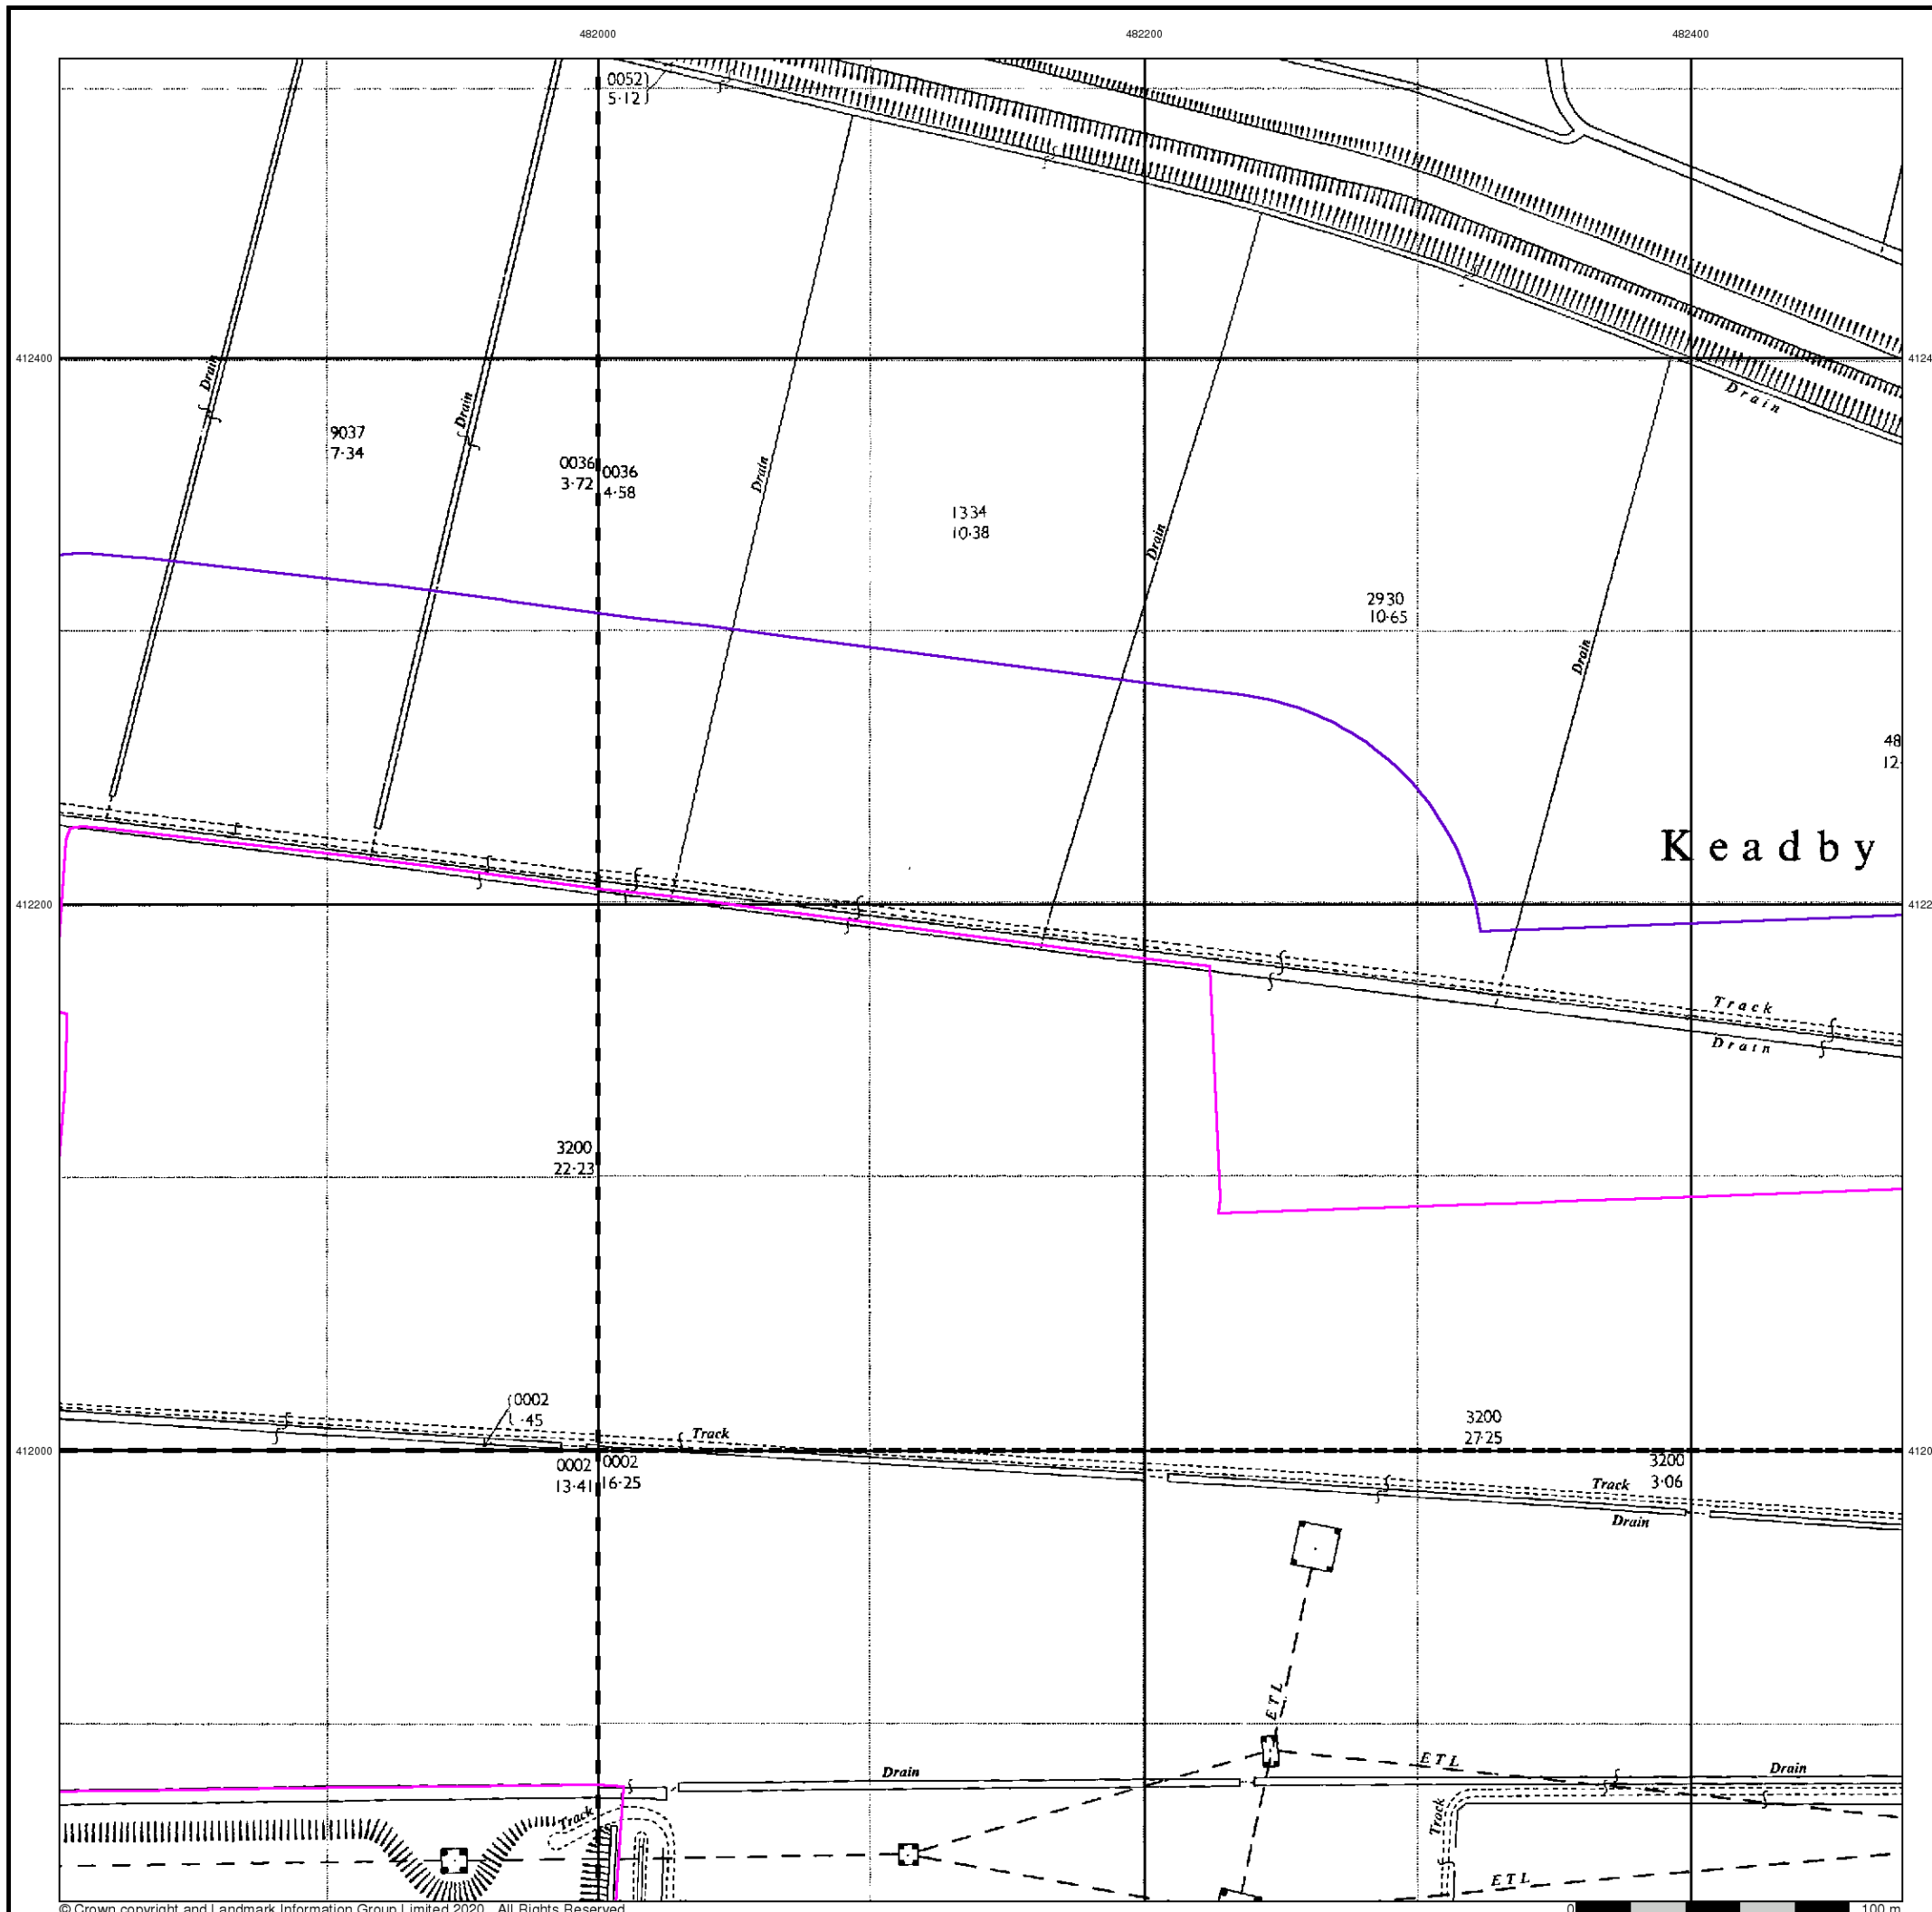 482000 482200 482400
0052
5·12
412400
Drain
Drain
Drain
9037
7·34
0036 0036
3·72 4·58
Drain
1334
10·38
Drain
2930
10·65
Drain
48
12·
Keadby
412200
Track
Drain
3200
22·23
0002
·45
Track
3200
27·25
412000
0002 0002
13·41 16·25
3200
3·06
Track
Drain
ETL
ETL
Drain
Drain
Track
Track
ETL
© Crown copyright and Landmark Information Group Limited 2020. All Rights Reserved
0 100 m